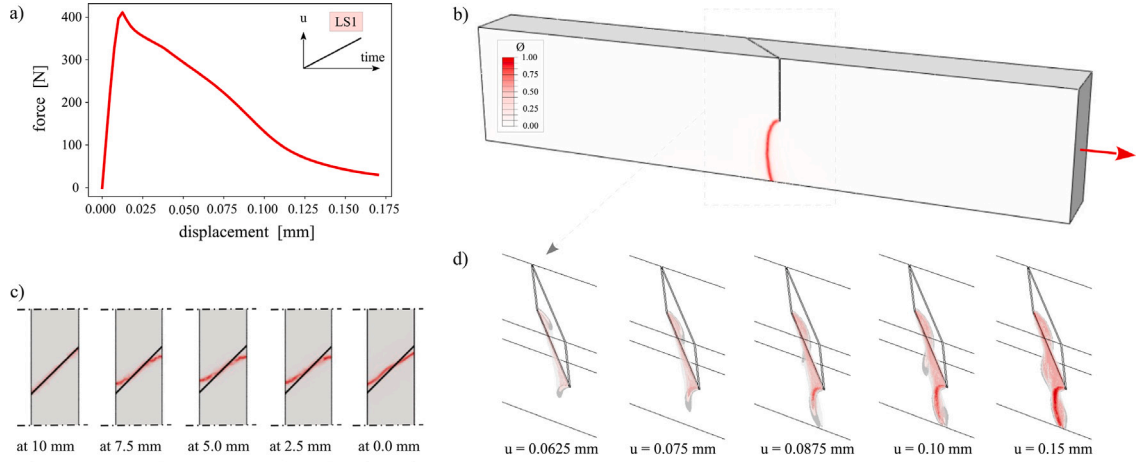 a)
u
LS1
time
400
300
200
100
0
force [N]
0.000 0.025 0.050 0.075 0.100 0.125 0.150 0.175
displacement [mm]
b)
Ø
1.00
0.75
0.50
0.25
0.00
c)
at 10 mm at 7.5 mm at 5.0 mm at 2.5 mm at 0.0 mm
d)
u = 0.0625 mm u = 0.075 mm u = 0.0875 mm u = 0.10 mm u = 0.15 mm